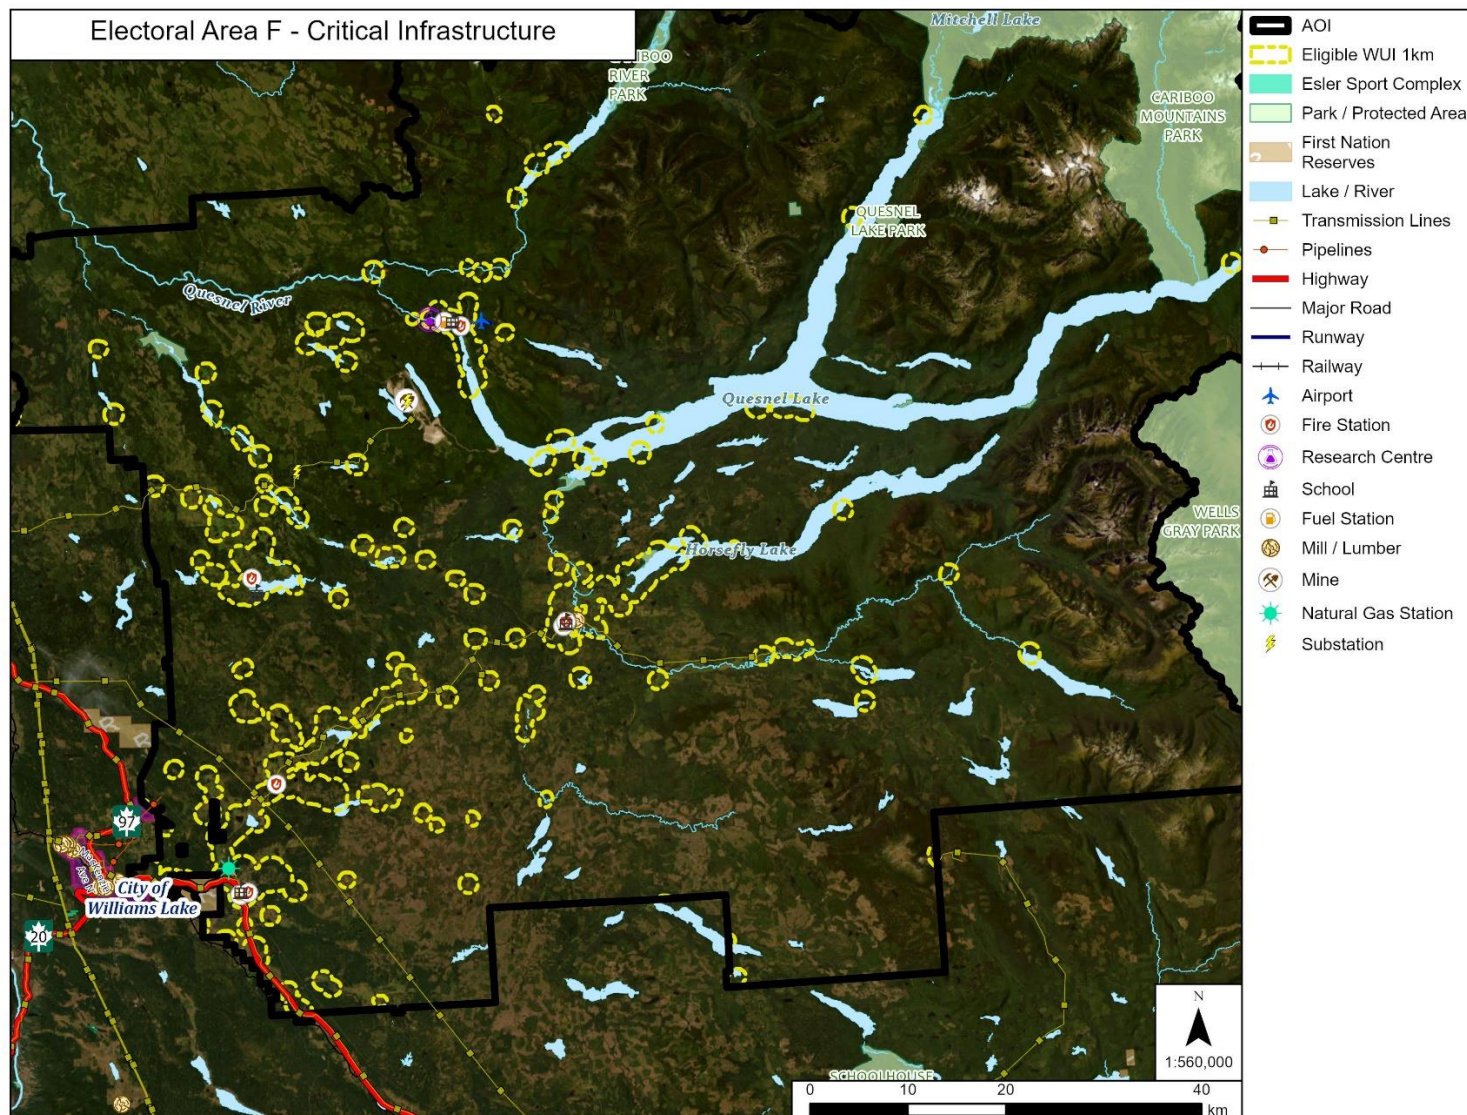 Electoral Area F - Critical Infrastructure
Mitchell Lake
RIVER
PARK
CARIBOO
MOUNTAINS
PARK
QUESNEL
LAKE PARK
Quesnel River
Quesnel Lake
WELLS
GRAY PARK
Horsefly Lake
97
Mackenzie
Ave N
City of
Williams Lake
20
SCHOOLHOUSE
AOI
Eligible WUI 1km
Esler Sport Complex
Park / Protected Area
First Nation
Reserves
Lake / River
Transmission Lines
Pipelines
Highway
Major Road
Runway
Railway
Airport
Fire Station
Research Centre
School
Fuel Station
Mill / Lumber
Mine
Natural Gas Station
Substation
N
1:560,000
0 10 20 40
km